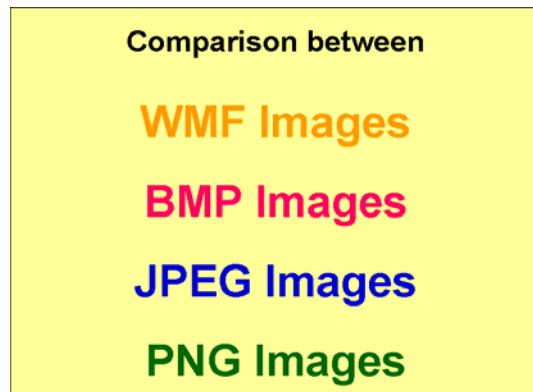 Comparison between
WMF Images
BMP Images
JPEG Images
PNG Images